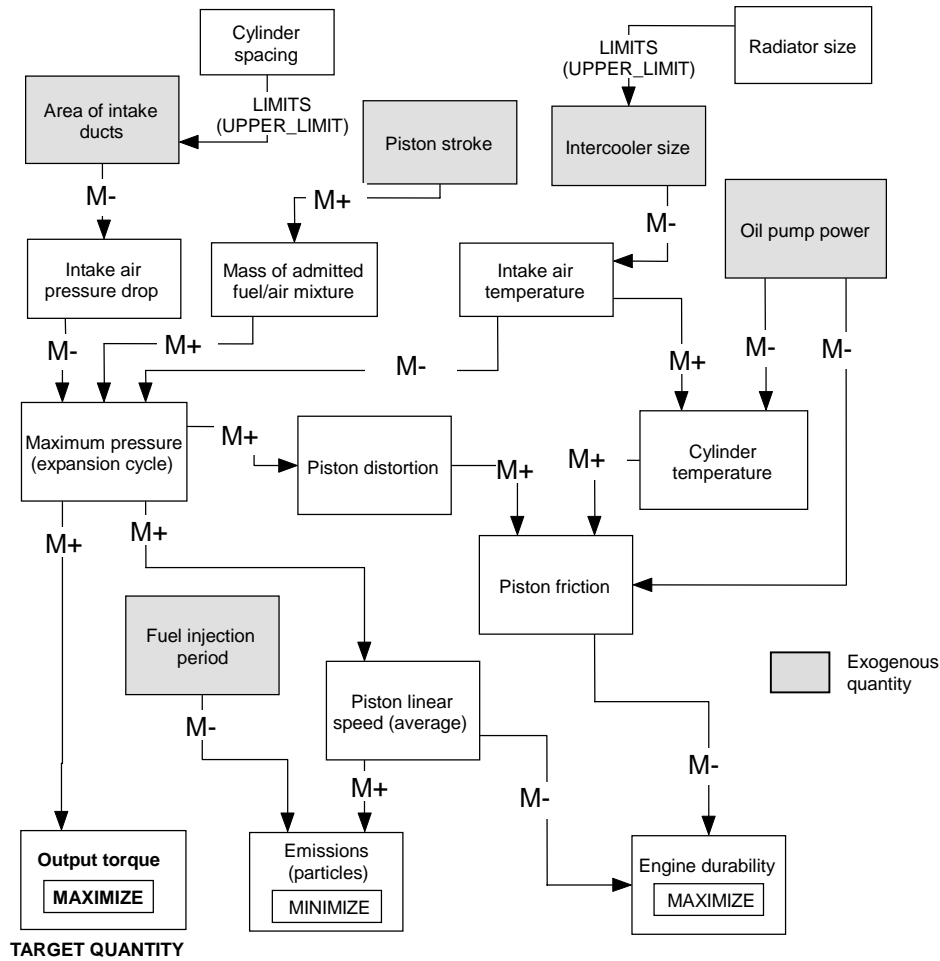 Cylinder
spacing
Radiator size
LIMITS
(UPPER_LIMIT)
LIMITS
(UPPER_LIMIT)
Area of intake
ducts
Piston stroke
Intercooler size
M-
M+
M-
Oil pump power
Intake air
pressure drop
Mass of admitted
fuel/air mixture
Intake air
temperature
M-
M+
M-
M+
M-
M-
Maximum pressure
(expansion cycle)
M+
Piston distortion
M+
M+
Cylinder
temperature
M+
M+
Piston friction
Fuel injection
period
Exogenous
quantity
Piston linear
speed (average)
M-
M+
M-
M-
Output torque
MAXIMIZE
Emissions
(particles)
MINIMIZE
Engine durability
MAXIMIZE
TARGET QUANTITY